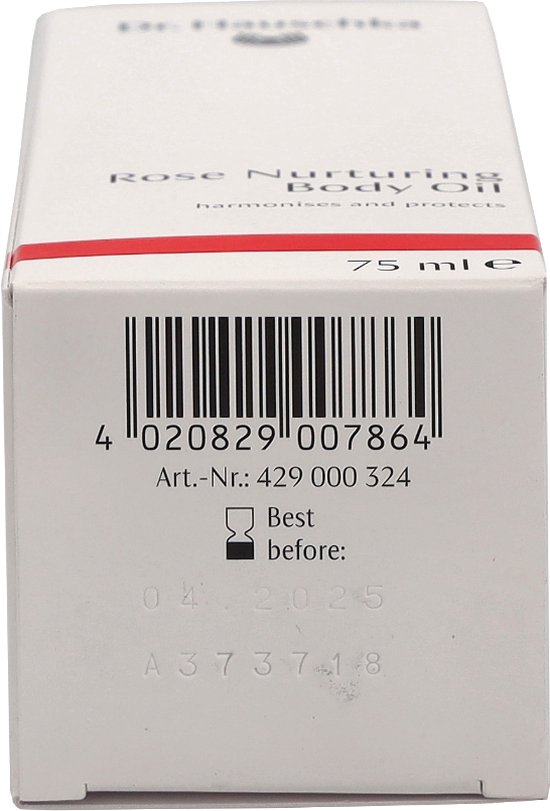 Dr. Hauschka
Rose Nurturing
Body Oil
harmonises and protects
75 ml ℮
4 020829 007864
Art.-Nr.: 429 000 324
Best
before:
04.2025
A373718